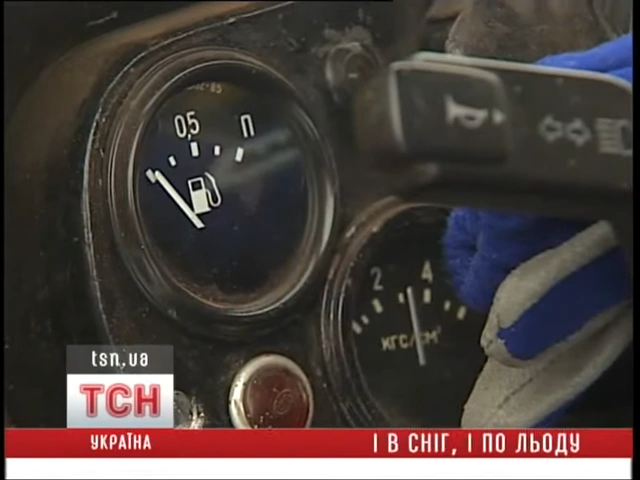 0,5 П
2 4
КГС/СМ²
tsn.ua
ТСН
УКРАЇНА
І В СНІГ, І ПО ЛЬОДУ